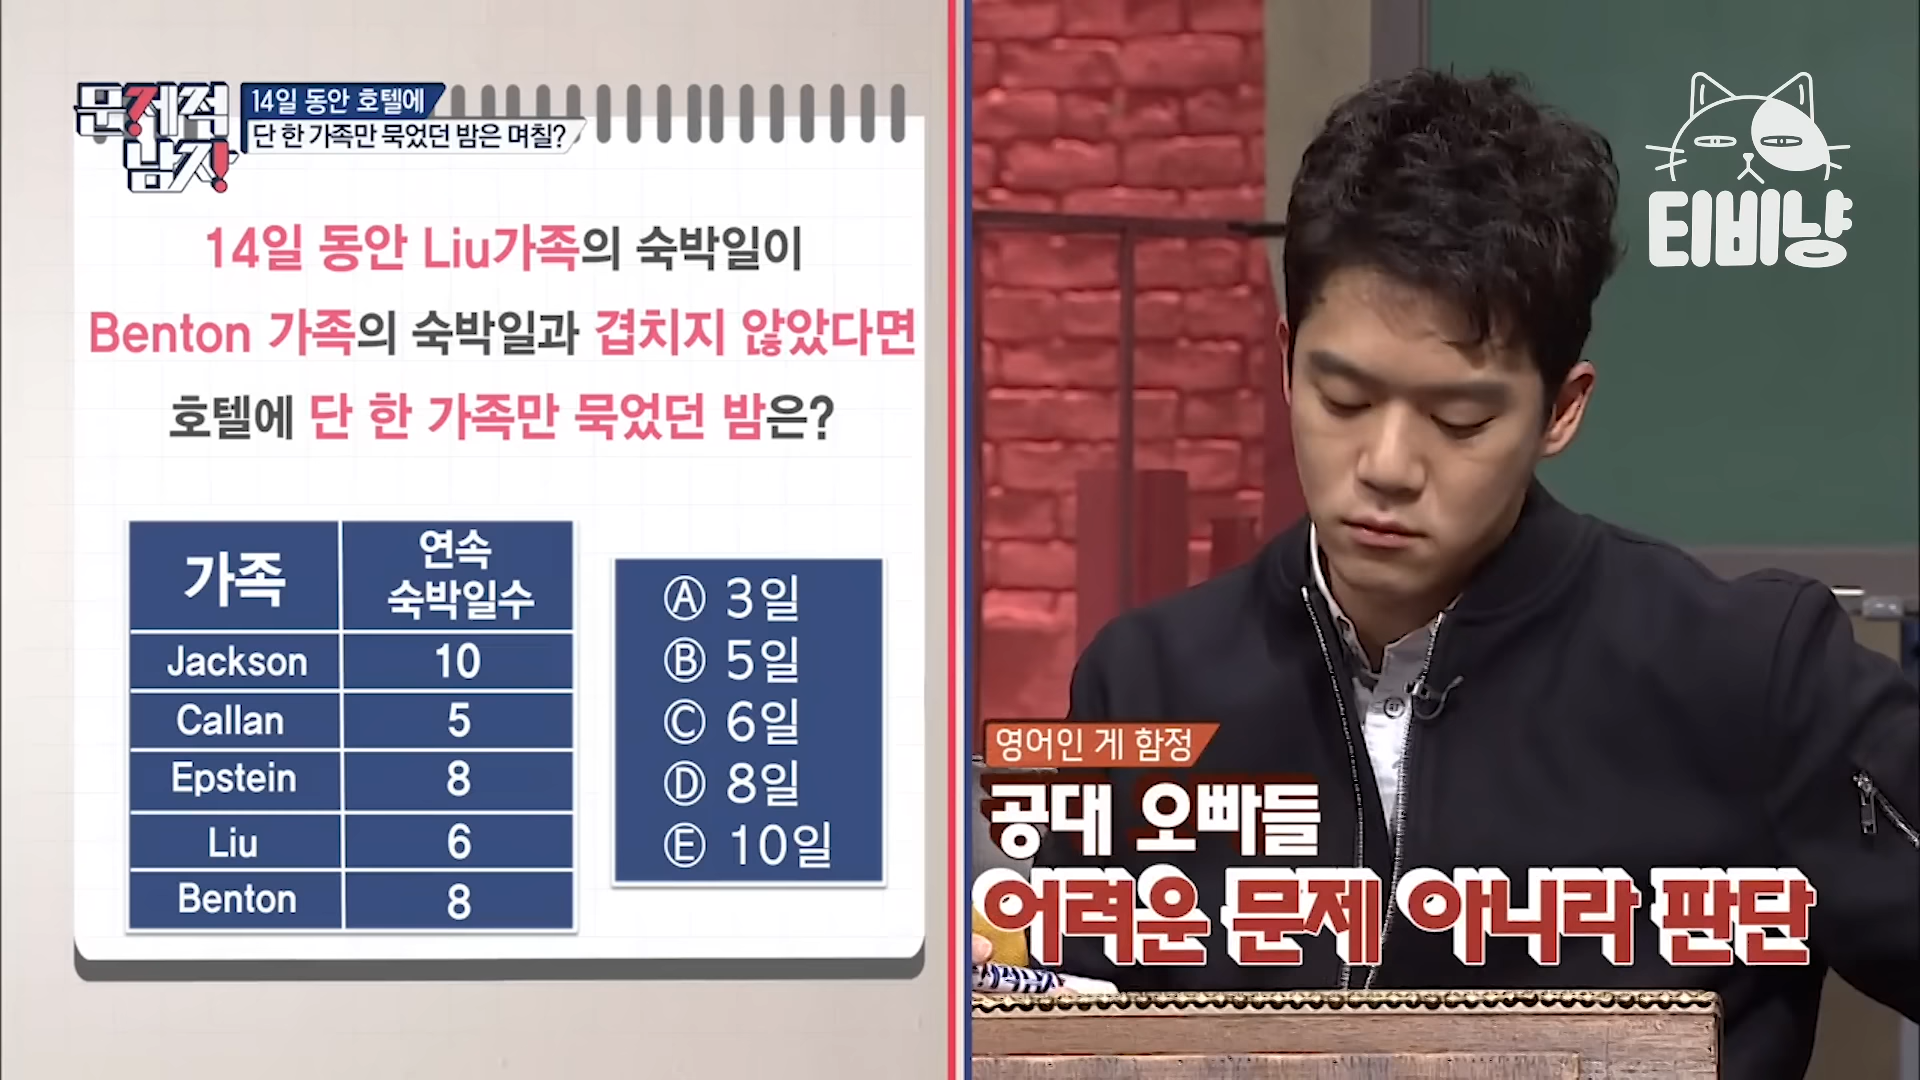 문제적
남자!
14일 동안 호텔에
단 한 가족만 묵었던 밤은 며칠?
14일 동안 Liu가족의 숙박일이
Benton 가족의 숙박일과 겹치지 않았다면
호텔에 단 한 가족만 묵었던 밤은?
가족
연속
숙박일수
Jackson 10
Callan 5
Epstein 8
Liu 6
Benton 8
Ⓐ 3일
Ⓑ 5일
Ⓒ 6일
Ⓓ 8일
Ⓔ 10일
티비냥
영어인 게 함정
공대 오빠들
어려운 문제 아니라 판단